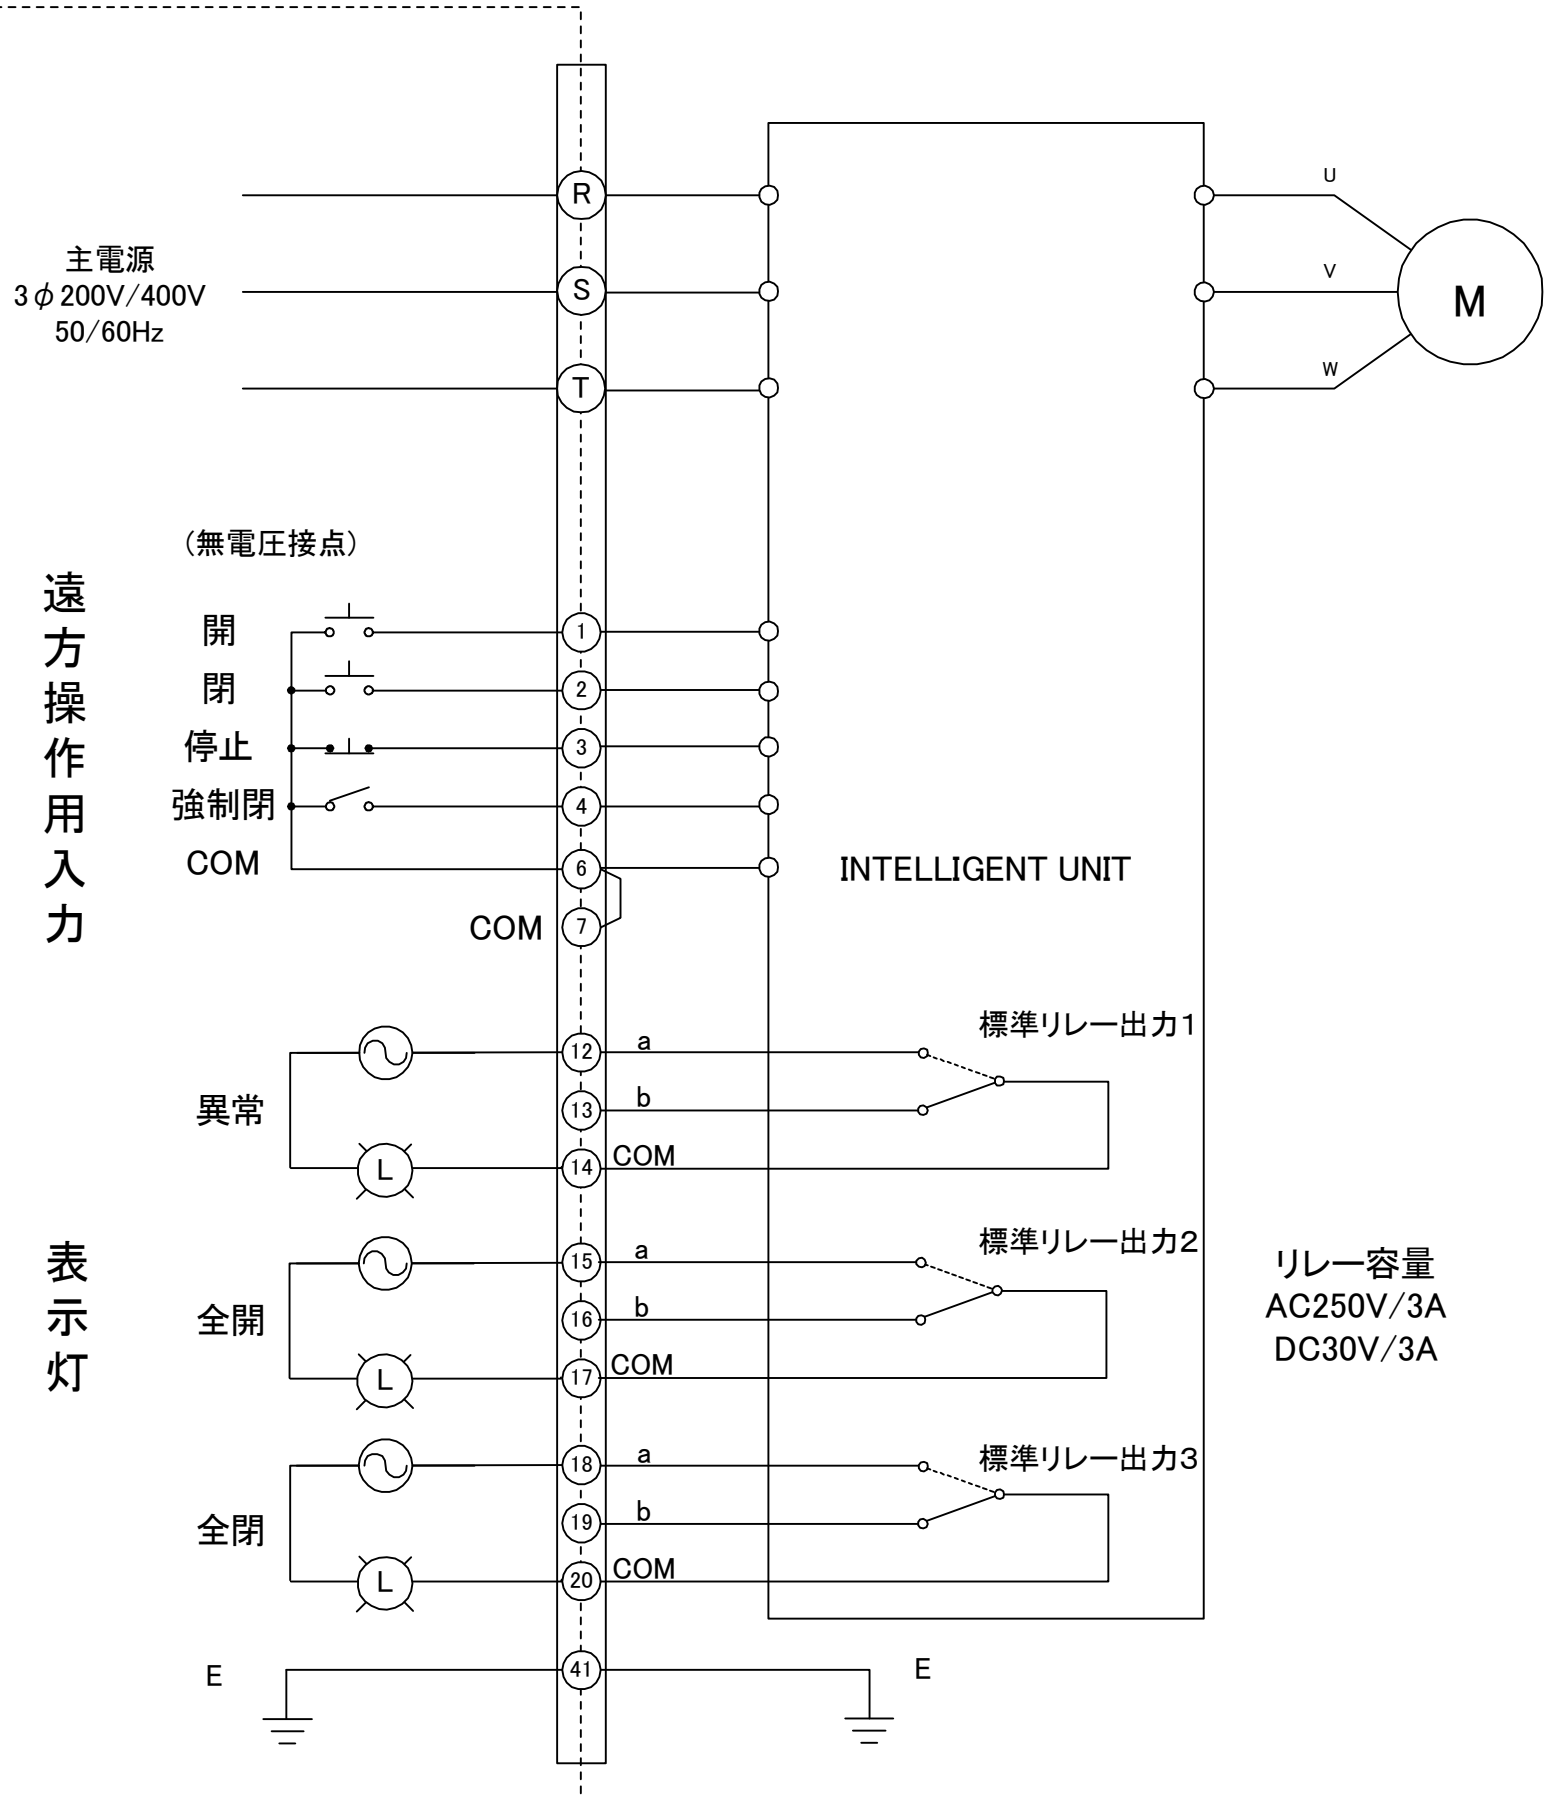 R
U
主電源
3φ200V/400V
50/60Hz
S
V
M
T
W
(無電圧接点)
遠方操作用入力
開
1
閉
2
停止
3
強制閉
4
COM
6
INTELLIGENT UNIT
COM
7
標準リレー出力1
12
a
異常
13
b
L
14
COM
表示灯
標準リレー出力2
15
a
全開
16
b
L
17
COM
リレー容量
AC250V/3A
DC30V/3A
標準リレー出力3
18
a
全閉
19
b
L
20
COM
E
41
E